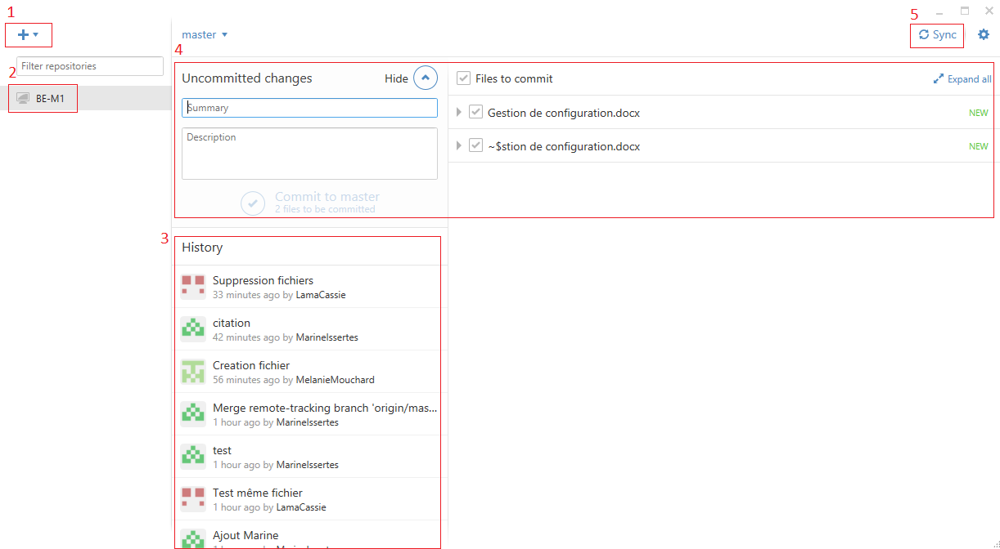 1
5
master
Sync
4
Filter repositories
2
BE-M1
Uncommitted changes
Hide
Files to commit
Expand all
Summary
Gestion de configuration.docx
NEW
Description
~$stion de configuration.docx
NEW
Commit to master
2 files to be committed
3
History
Suppression fichiers
33 minutes ago by LamaCassie
citation
42 minutes ago by MarineIssertes
Creation fichier
56 minutes ago by MelanieMouchard
Merge remote-tracking branch 'origin/mas...
1 hour ago by MarineIssertes
test
1 hour ago by MarineIssertes
Test même fichier
1 hour ago by LamaCassie
Ajout Marine